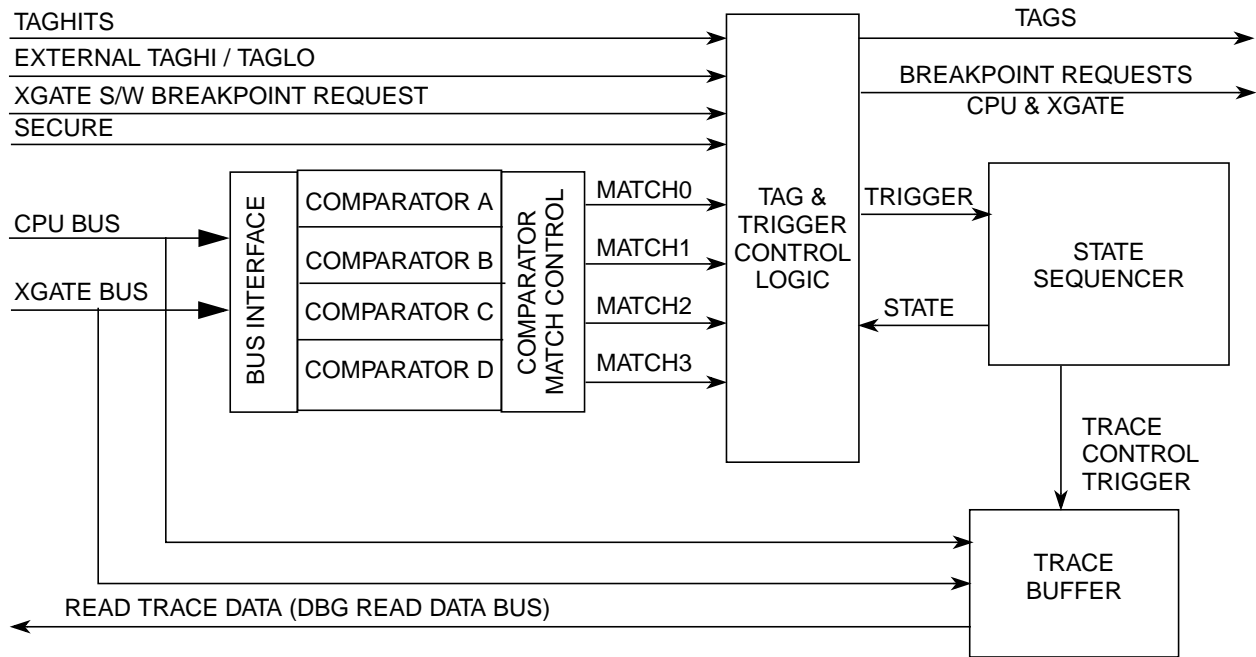 TAGHITS
EXTERNAL TAGHI / TAGLO
XGATE S/W BREAKPOINT REQUEST
SECURE
TAGS
BREAKPOINT REQUESTS
CPU & XGATE
CPU BUS
XGATE BUS
BUS INTERFACE
COMPARATOR A
COMPARATOR B
COMPARATOR C
COMPARATOR D
COMPARATOR
MATCH CONTROL
MATCH0
MATCH1
MATCH2
MATCH3
TAG &
TRIGGER
CONTROL
LOGIC
TRIGGER
STATE
STATE
SEQUENCER
TRACE
CONTROL
TRIGGER
TRACE
BUFFER
READ TRACE DATA (DBG READ DATA BUS)